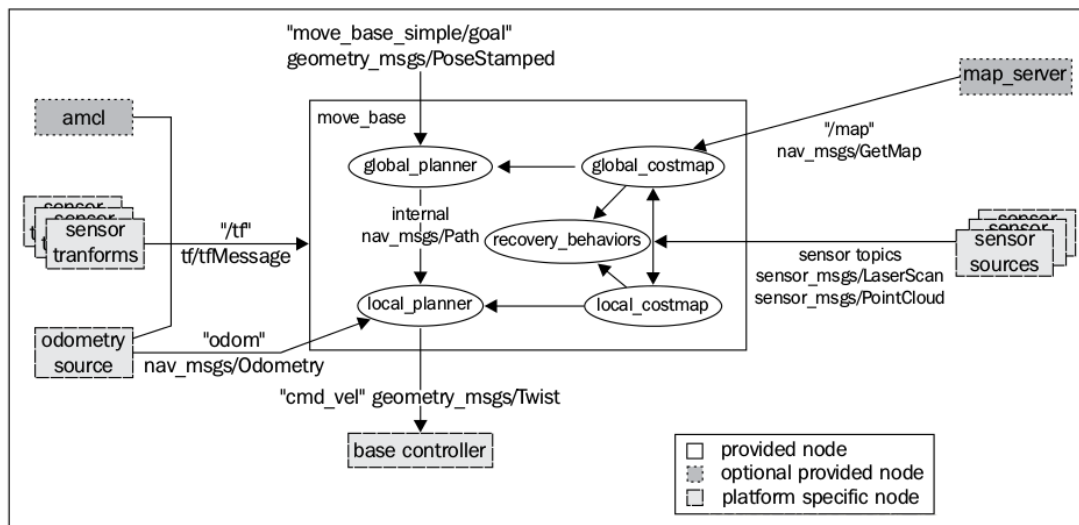 "move_base_simple/goal"
geometry_msgs/PoseStamped
map_server
amcl
move_base
"/map"
nav_msgs/GetMap
global_planner
global_costmap
sensor
tranforms
"/tf"
tf/tfMessage
internal
nav_msgs/Path
recovery_behaviors
sensor topics
sensor_msgs/LaserScan
sensor_msgs/PointCloud
sensor
sources
local_planner
local_costmap
odometry
source
"odom"
nav_msgs/Odometry
"cmd_vel" geometry_msgs/Twist
base controller
provided node
optional provided node
platform specific node